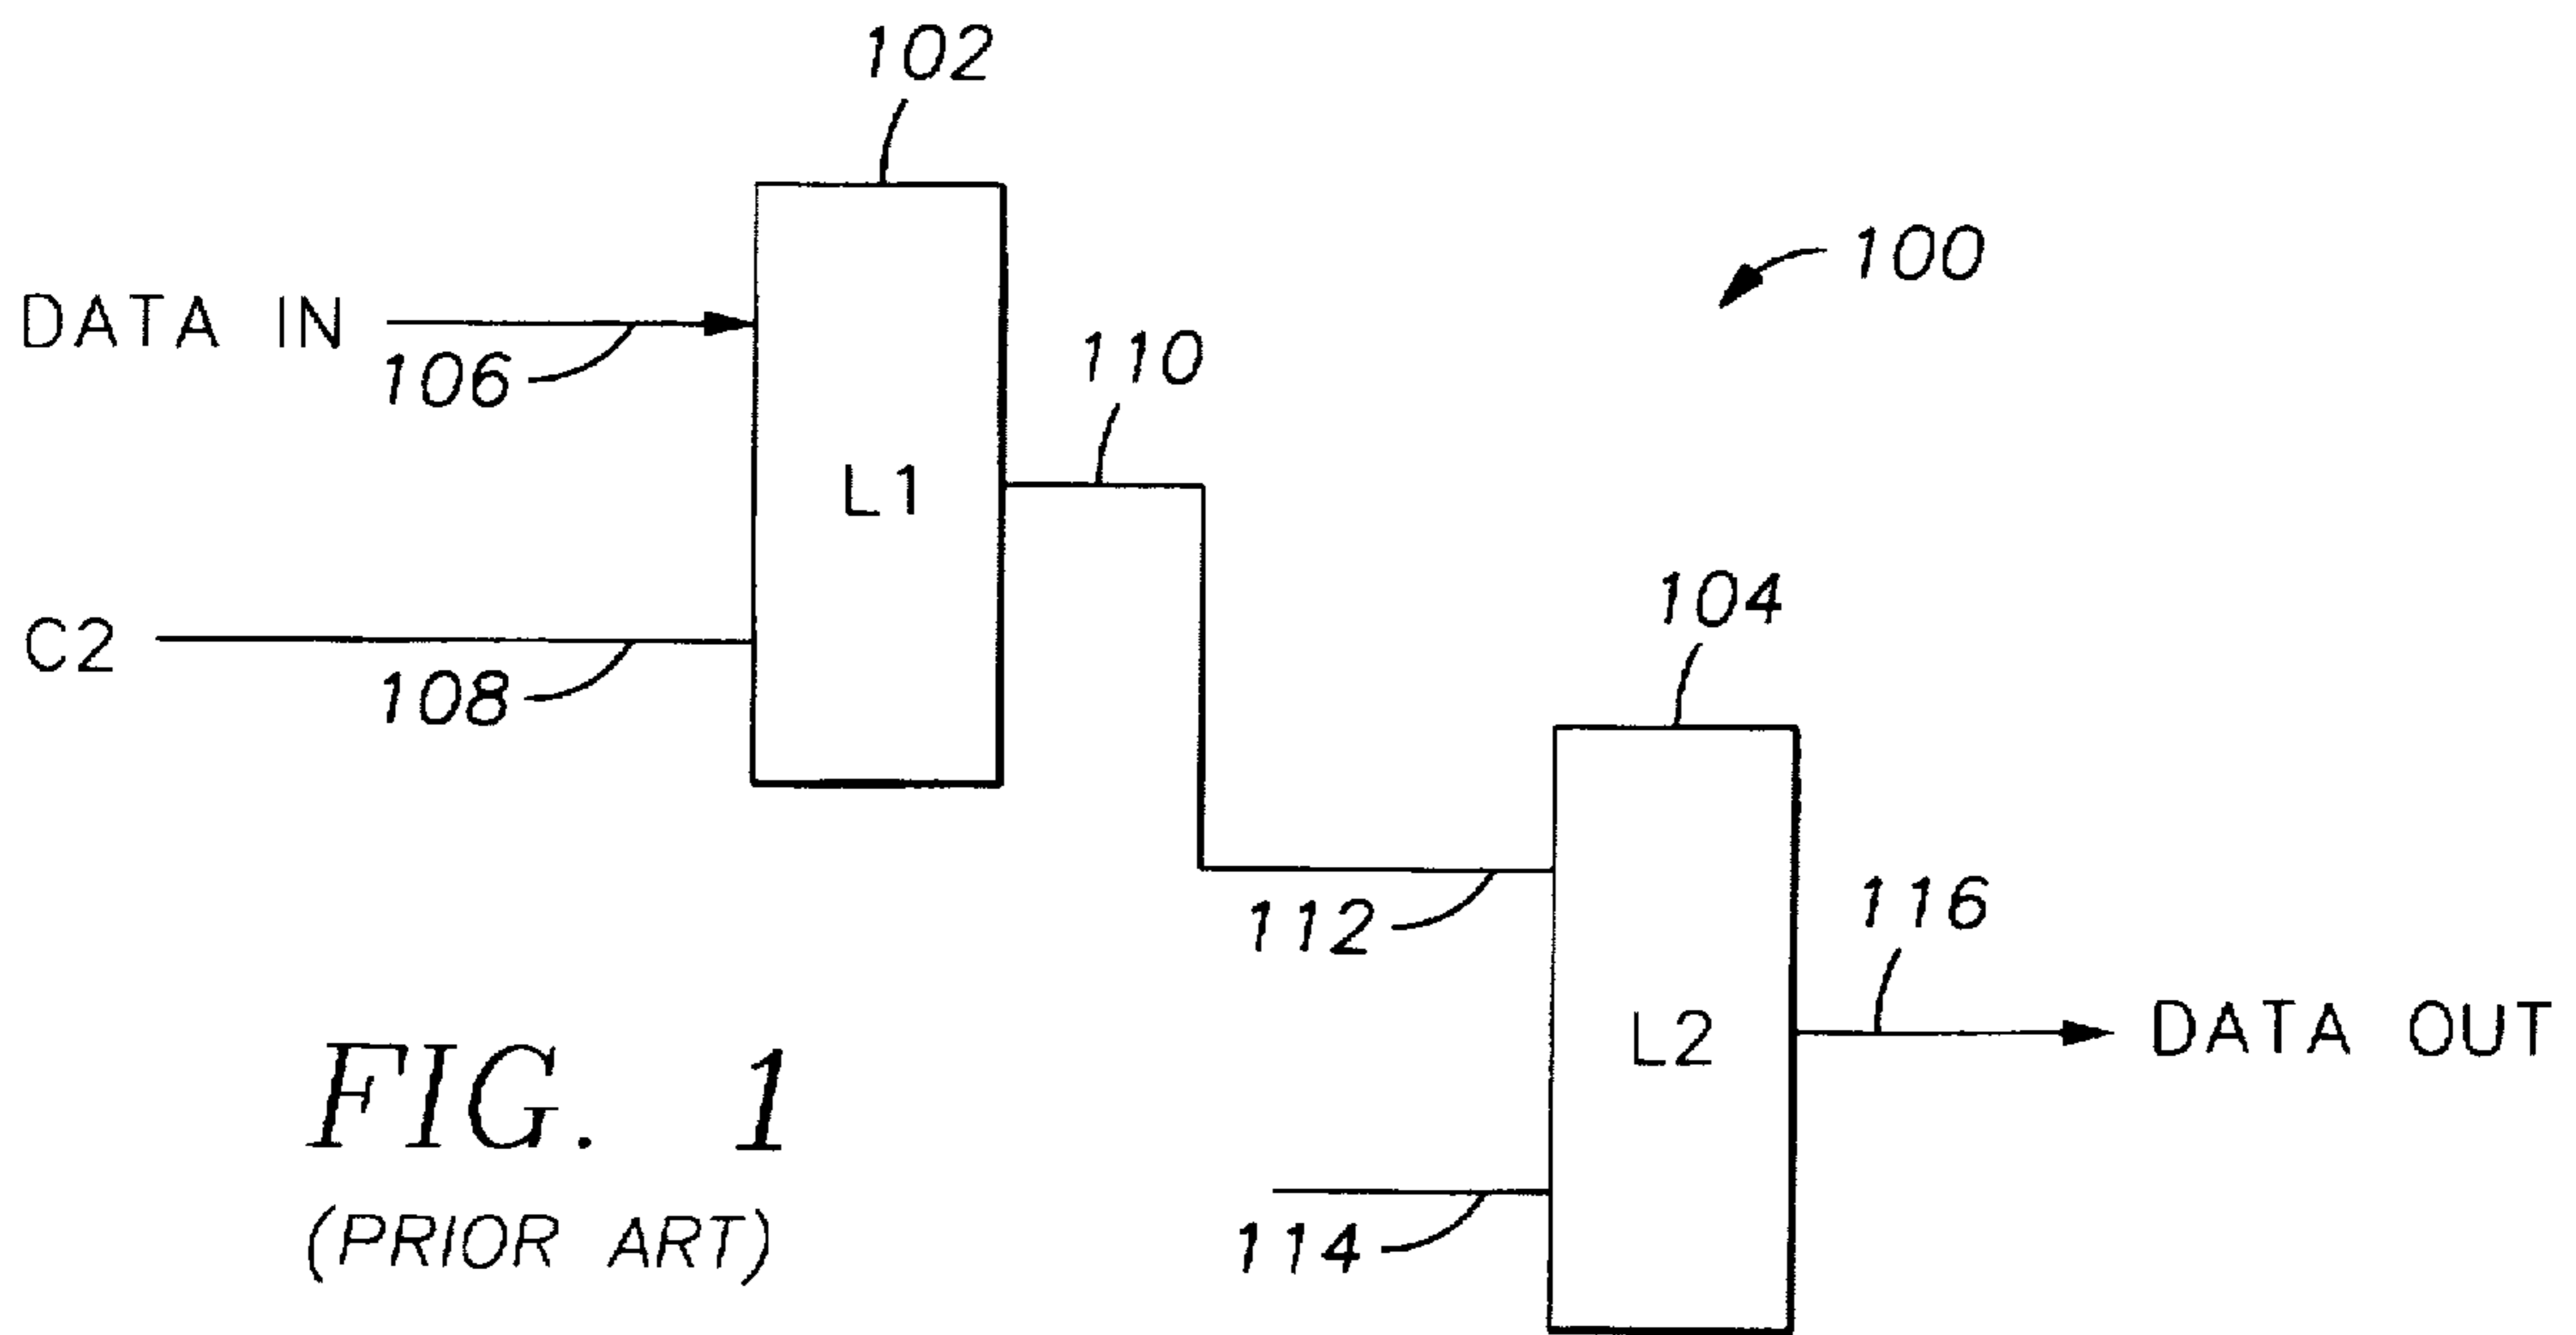 102
100
DATA IN
106
110
L1
C2
108
104
112
116
L2
DATA OUT
114
FIG. 1
(PRIOR ART)